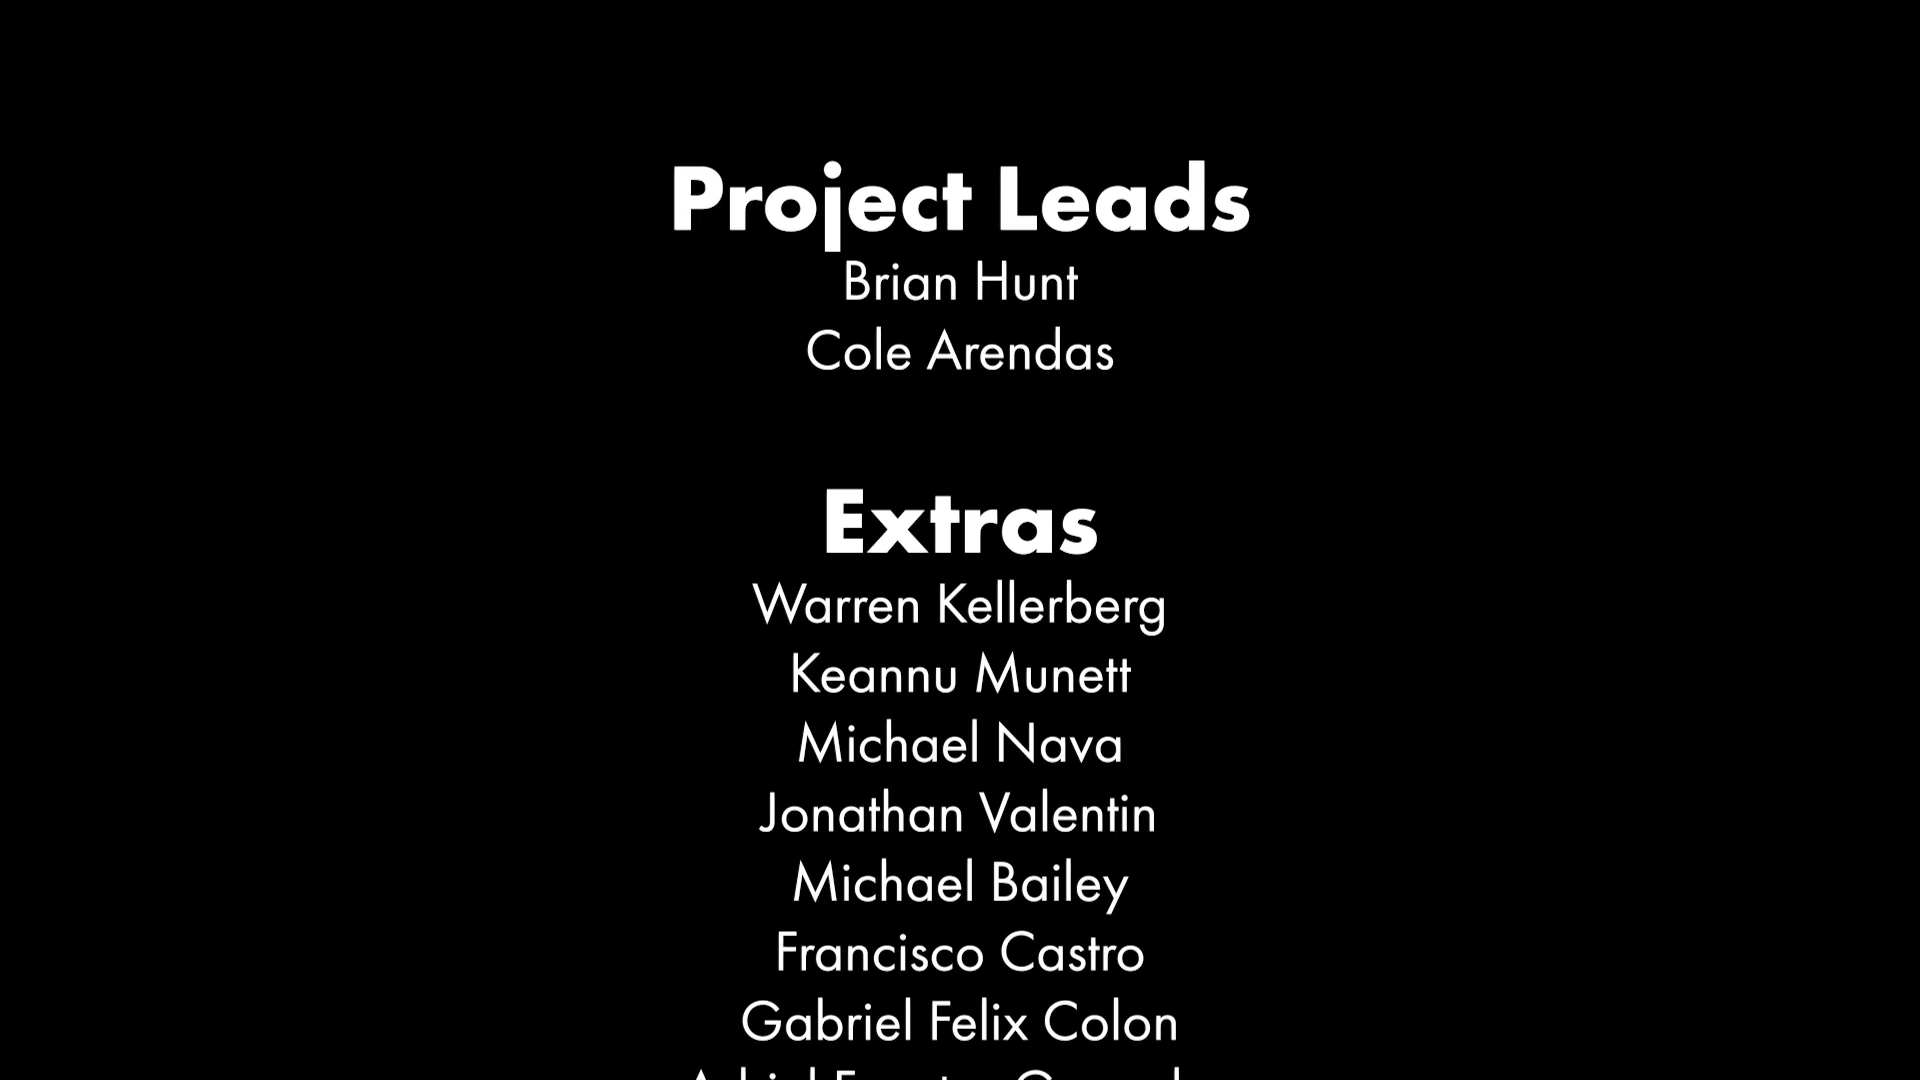 Project Leads
Brian Hunt
Cole Arendas
Extras
Warren Kellerberg
Keannu Munett
Michael Nava
Jonathan Valentin
Michael Bailey
Francisco Castro
Gabriel Felix Colon